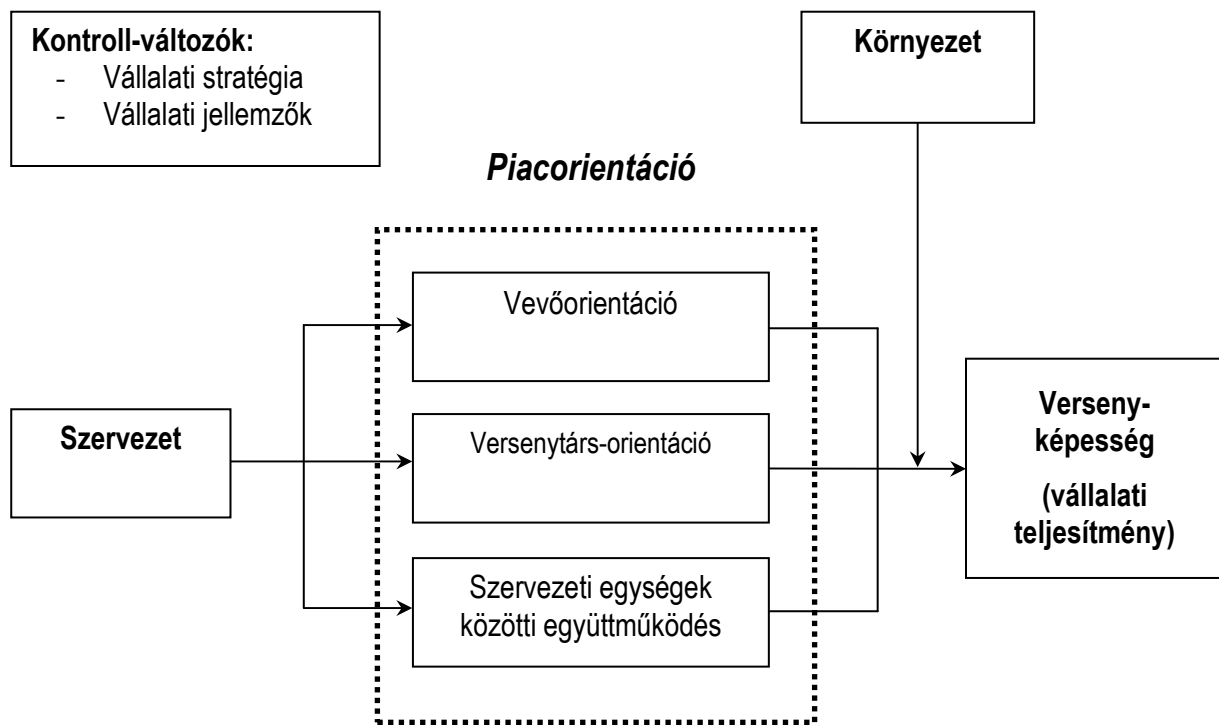 Kontroll-változók:
- Vállalati stratégia
- Vállalati jellemzők
Környezet
Piacorientáció
Vevőorientáció
Szervezet
Versenytárs-orientáció
Szervezeti egységek
közötti együttműködés
Verseny-
képesség
(vállalati
teljesítmény)